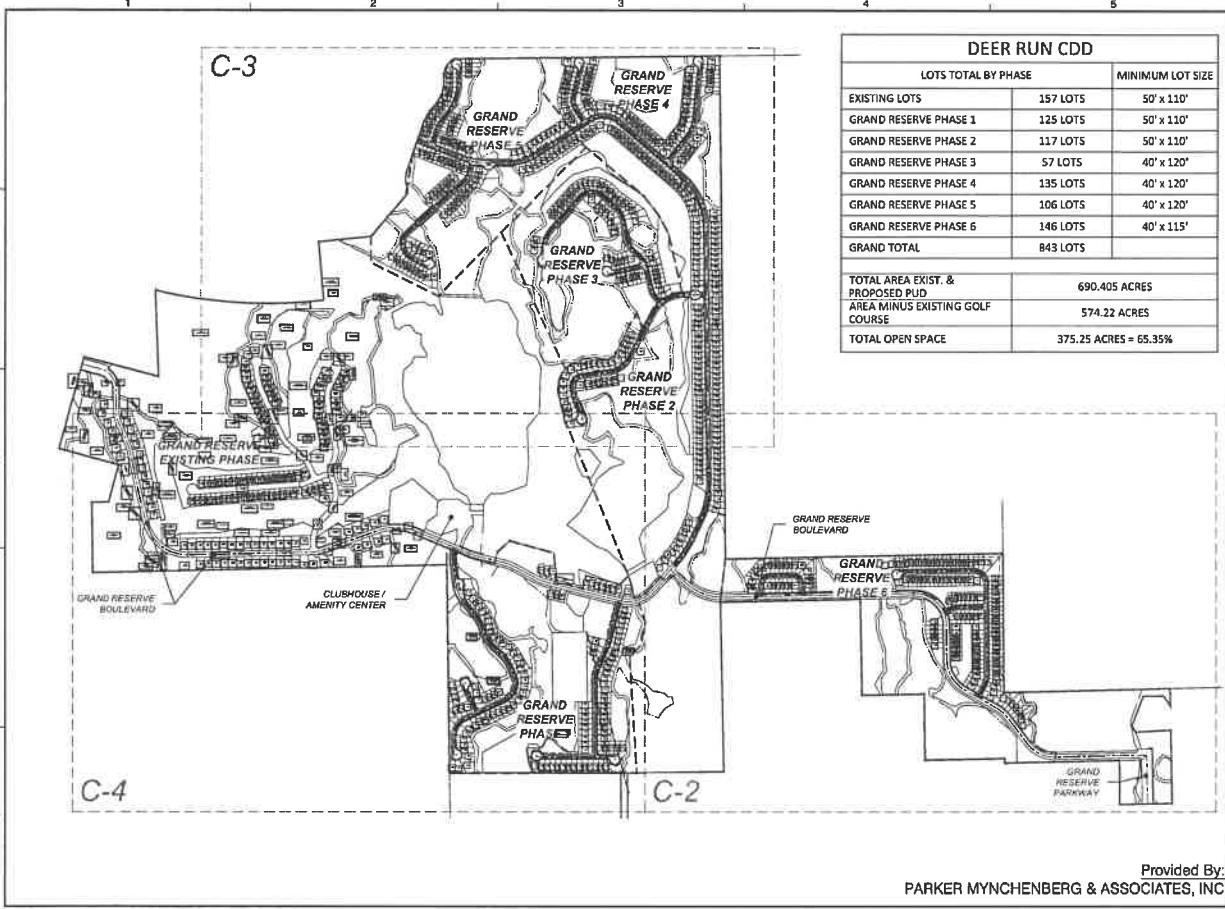 1 2 3 4 5
C-3
DEER RUN CDD
LOTS TOTAL BY PHASE MINIMUM LOT SIZE
EXISTING LOTS 157 LOTS 50' x 110'
GRAND RESERVE PHASE 1 125 LOTS 50' x 110'
GRAND RESERVE PHASE 2 117 LOTS 50' x 110'
GRAND RESERVE PHASE 3 57 LOTS 40' x 120'
GRAND RESERVE PHASE 4 135 LOTS 40' x 120'
GRAND RESERVE PHASE 5 106 LOTS 40' x 120'
GRAND RESERVE PHASE 6 146 LOTS 40' x 115'
GRAND TOTAL 843 LOTS
TOTAL AREA EXIST. &
PROPOSED PUD
690.405 ACRES
AREA MINUS EXISTING GOLF
COURSE
574.22 ACRES
TOTAL OPEN SPACE 375.25 ACRES = 65.35%
GRAND
RESERVE
PHASE 4
GRAND
RESERVE
PHASE
GRAND
RESERVE
PHASE 3
GRAND
RESERVE
PHASE 2
GRAND RESERVE
EXISTING PHASE
GRAND RESERVE
BOULEVARD
GRAND
RESERVE
PHASE 6
GRAND RESERVE
BOULEVARD
CLUBHOUSE /
AMENITY CENTER
GRAND
RESERVE
PHASE
GRAND
RESERVE
PARKWAY
C-4
C-2
Provided By:
PARKER MYNCHENBERG & ASSOCIATES, INC